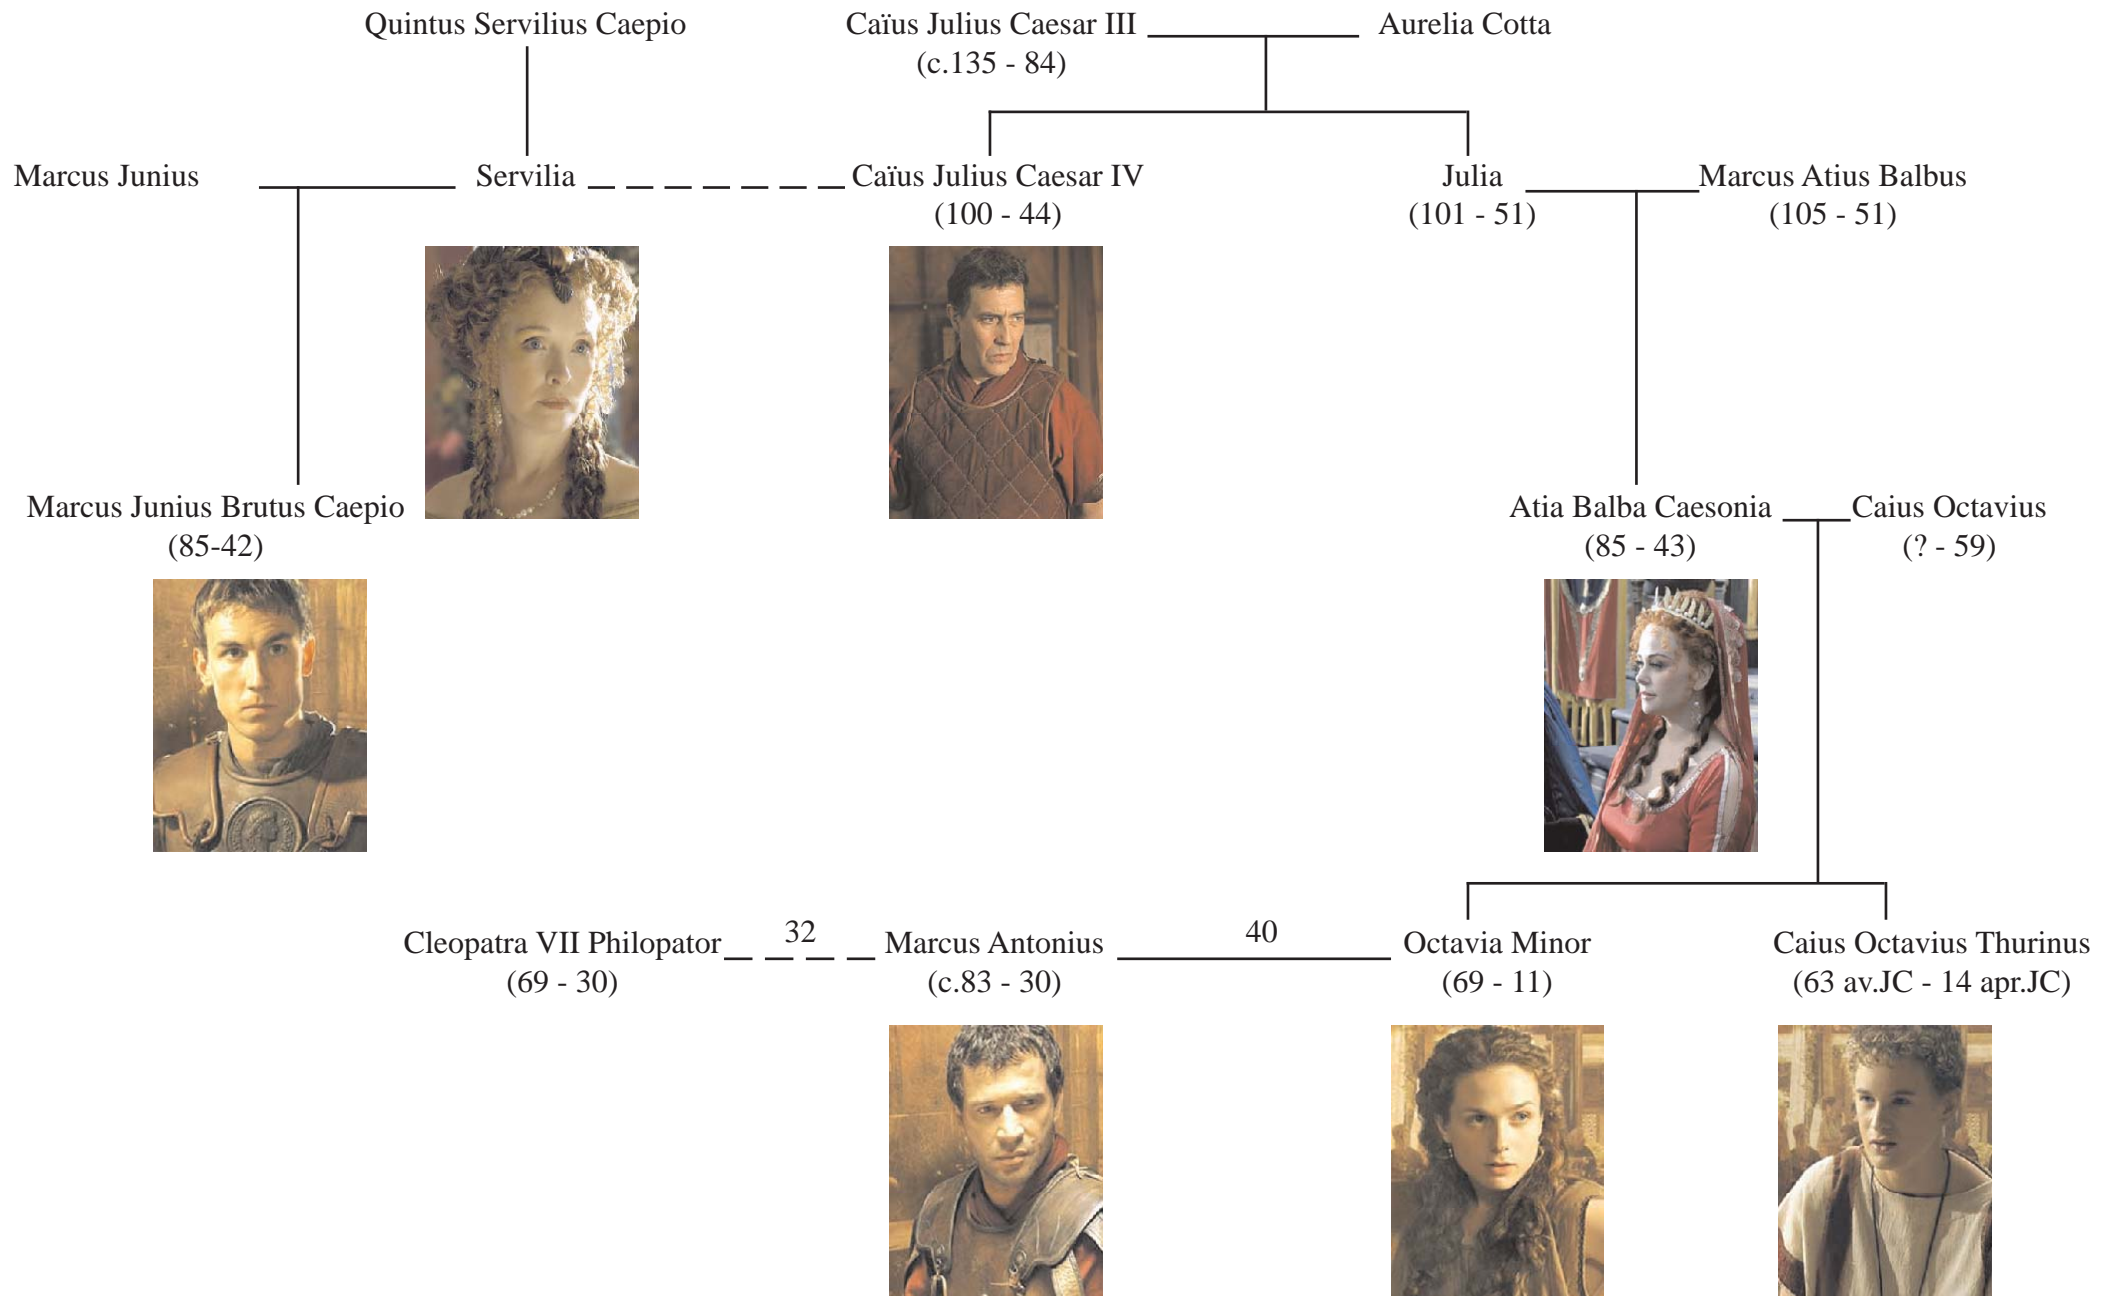 Quintus Servilius Caepio
Caïus Julius Caesar III
Aurelia Cotta
(c.135 - 84)
Marcus Junius
Servilia
Caïus Julius Caesar IV
Julia
Marcus Atius Balbus
(100 - 44)
(101 - 51)
(105 - 51)
Marcus Junius Brutus Caepio
Atia Balba Caesonia
Caius Octavius
(85-42)
(85 - 43)
(? - 59)
Cleopatra VII Philopator
32
Marcus Antonius
40
Octavia Minor
Caius Octavius Thurinus
(69 - 30)
(c.83 - 30)
(69 - 11)
(63 av.JC - 14 apr.JC)